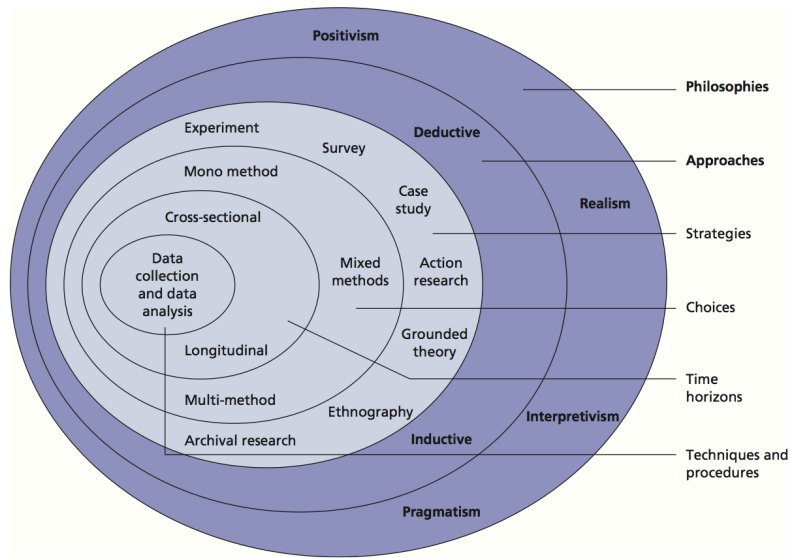 Positivism
Philosophies
Experiment
Deductive
Survey
Approaches
Mono method
Case
study
Realism
Cross-sectional
Strategies
Data
collection
and data
analysis
Mixed
methods
Action
research
Choices
Grounded
theory
Longitudinal
Time
horizons
Multi-method
Ethnography
Interpretivism
Archival research
Inductive
Techniques and
procedures
Pragmatism